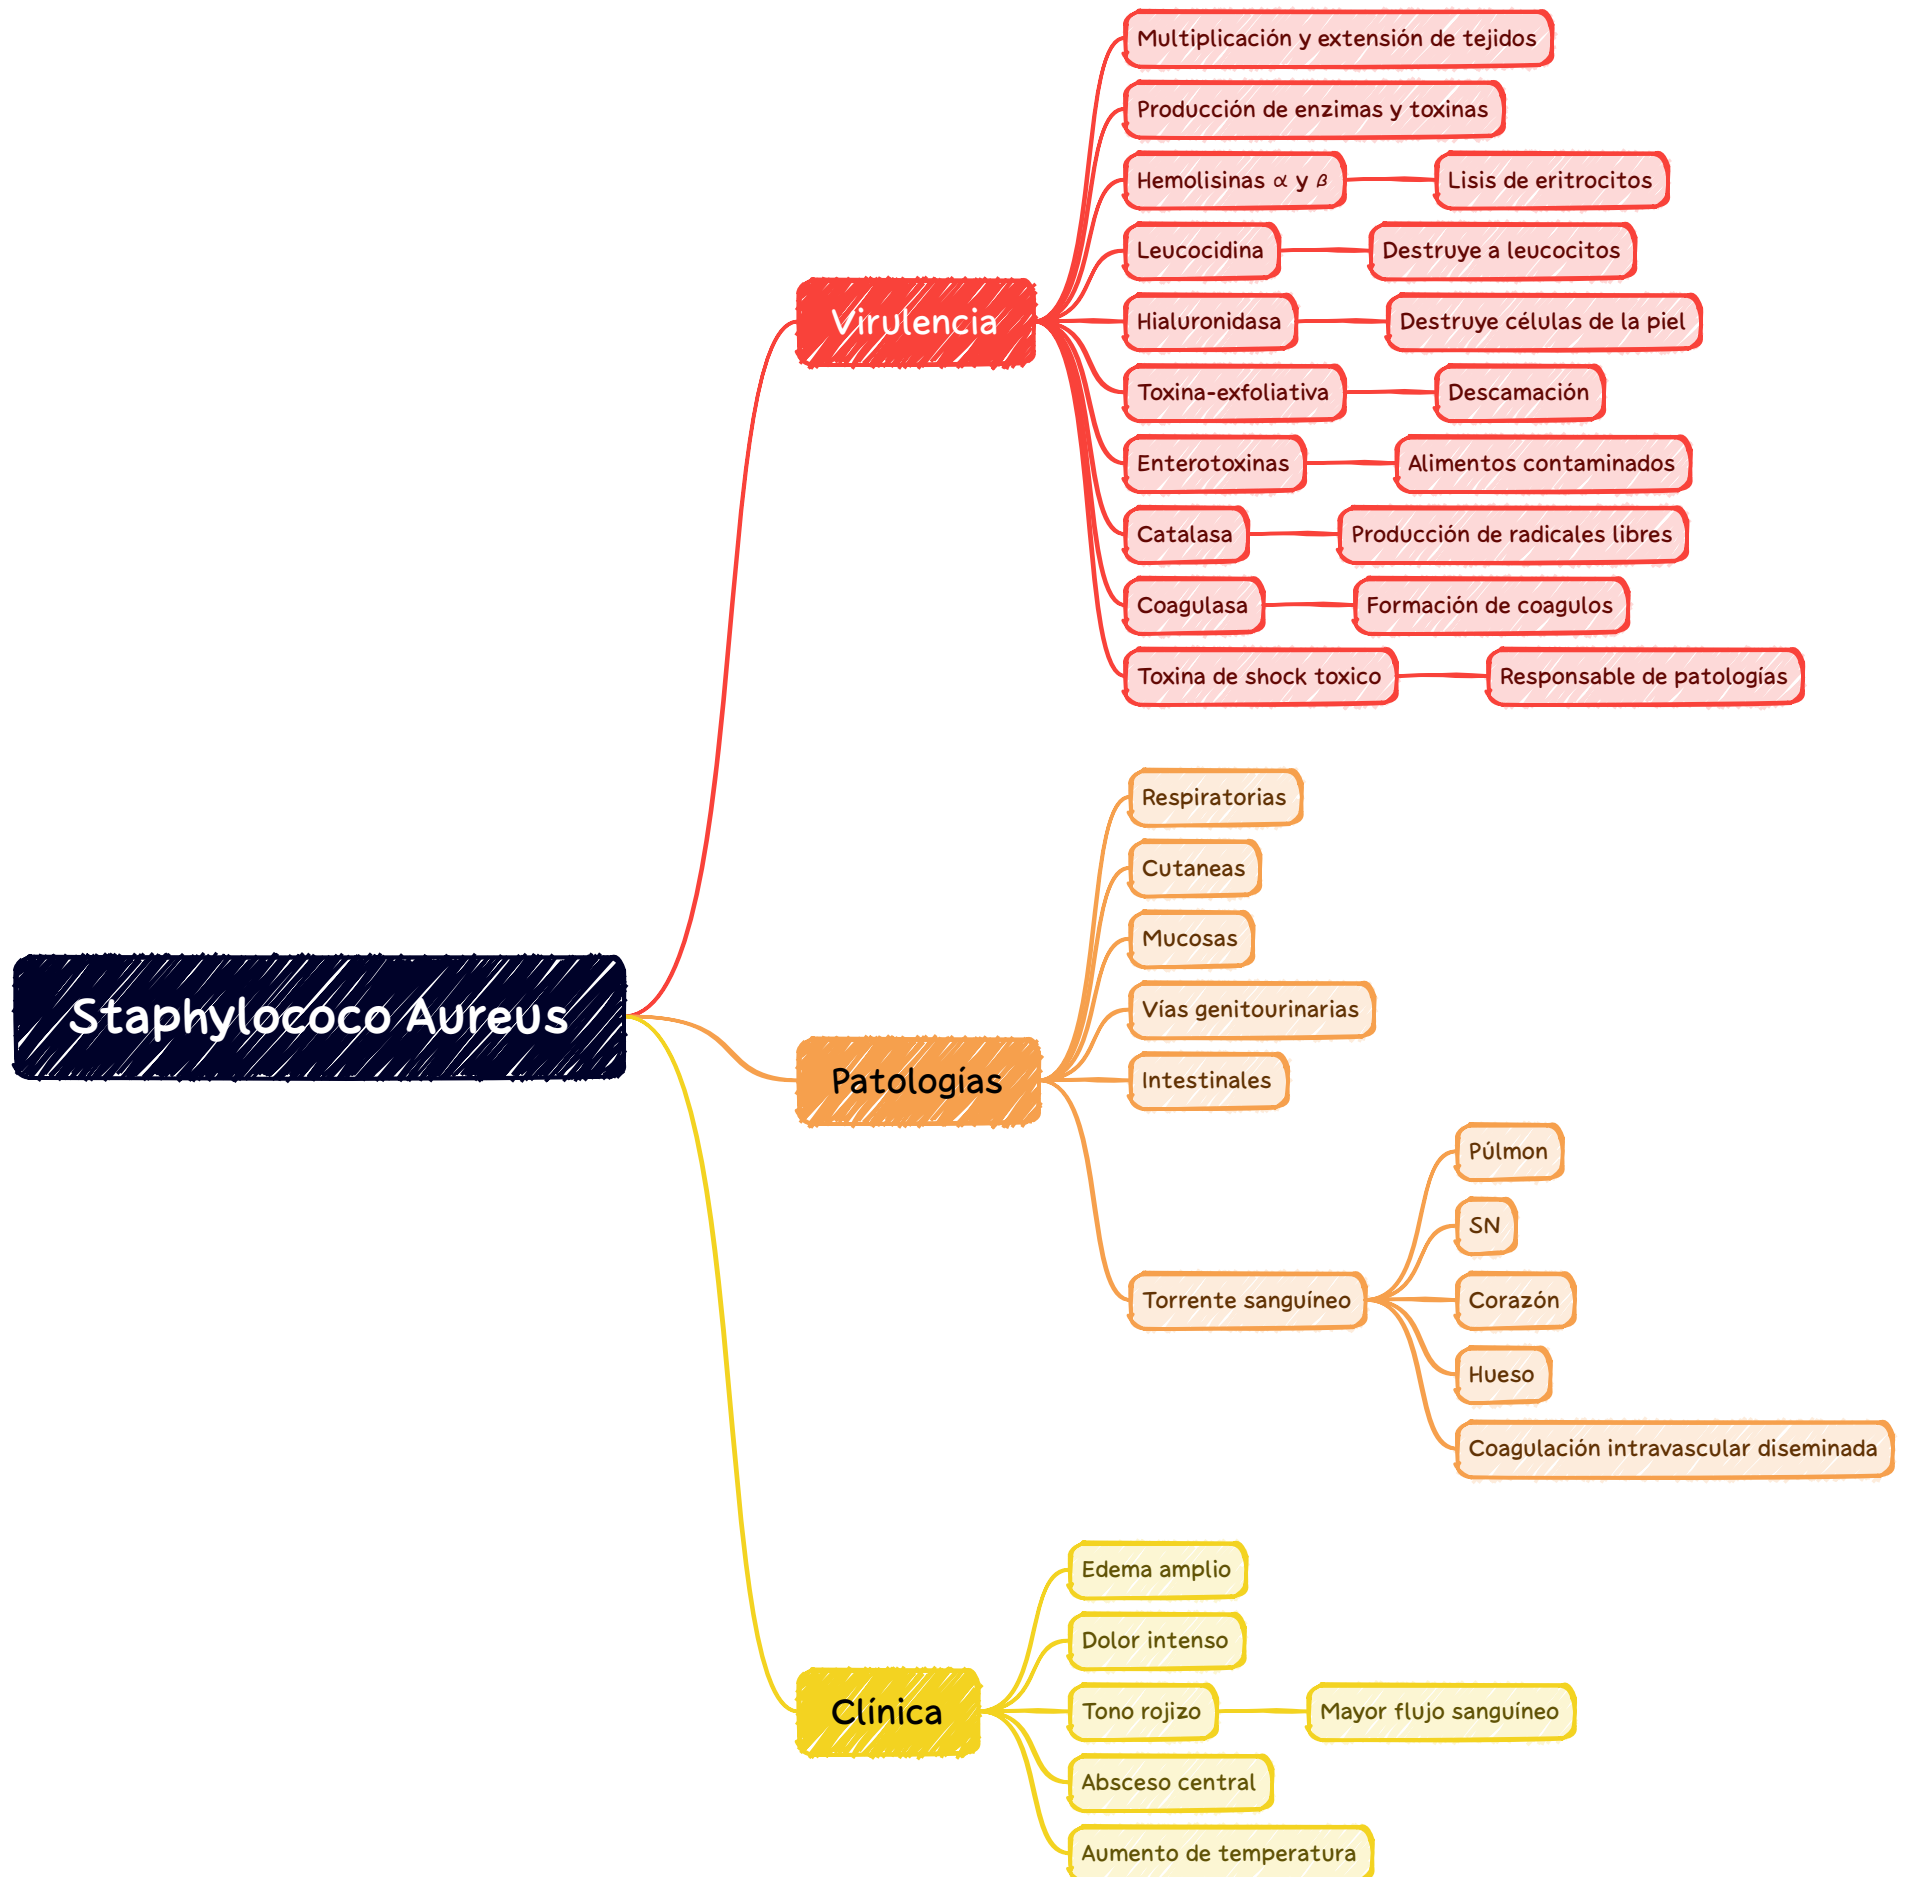 Staphylococo Aureus
Virulencia
Multiplicación y extensión de tejidos
Producción de enzimas y toxinas
Hemolisinas α y β
Lisis de eritrocitos
Leucocidina
Destruye a leucocitos
Hialuronidasa
Destruye células de la piel
Toxina-exfoliativa
Descamación
Enterotoxinas
Alimentos contaminados
Catalasa
Producción de radicales libres
Coagulasa
Formación de coagulos
Toxina de shock toxico
Responsable de patologías
Patologías
Respiratorias
Cutaneas
Mucosas
Vías genitourinarias
Intestinales
Torrente sanguíneo
Púlmon
SN
Corazón
Hueso
Coagulación intravascular diseminada
Clínica
Edema amplio
Dolor intenso
Tono rojizo
Mayor flujo sanguíneo
Absceso central
Aumento de temperatura